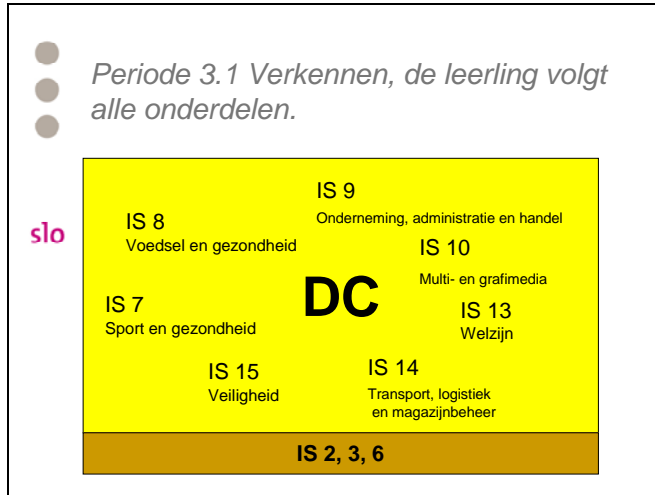 Periode 3.1 Verkennen, de leerling volgt
alle onderdelen.
slo
IS 9
Onderneming, administratie en handel
IS 8
Voedsel en gezondheid
IS 10
Multi- en grafimedia
DC
IS 7
Sport en gezondheid
IS 13
Welzijn
IS 15
Veiligheid
IS 14
Transport, logistiek
en magazijnbeheer
IS 2, 3, 6